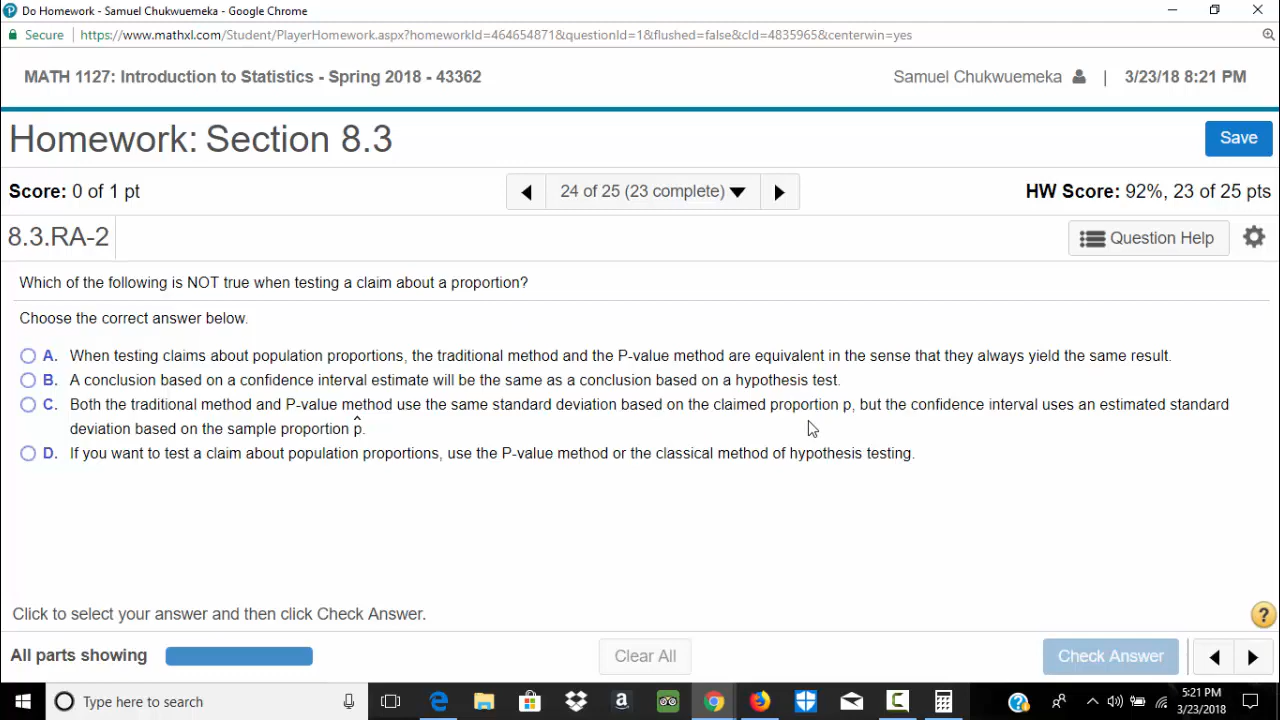 Do Homework - Samuel Chukwuemeka - Google Chrome
Secure | https://www.mathxl.com/Student/PlayerHomework.aspx?homeworkId=464654871&questionId=1&flushed=false&cId=4835965&centerwin=yes
MATH 1127: Introduction to Statistics - Spring 2018 - 43362
Samuel Chukwuemeka | 3/23/18 8:21 PM
Homework: Section 8.3
Save
Score: 0 of 1 pt
24 of 25 (23 complete)
HW Score: 92%, 23 of 25 pts
8.3.RA-2
Question Help
Which of the following is NOT true when testing a claim about a proportion?
Choose the correct answer below.
A. When testing claims about population proportions, the traditional method and the P-value method are equivalent in the sense that they always yield the same result.
B. A conclusion based on a confidence interval estimate will be the same as a conclusion based on a hypothesis test.
C. Both the traditional method and P-value method use the same standard deviation based on the claimed proportion p, but the confidence interval uses an estimated standard
deviation based on the sample proportion p̂.
D. If you want to test a claim about population proportions, use the P-value method or the classical method of hypothesis testing.
Click to select your answer and then click Check Answer.
?
All parts showing
Clear All
Check Answer
Type here to search
5:21 PM
3/23/2018